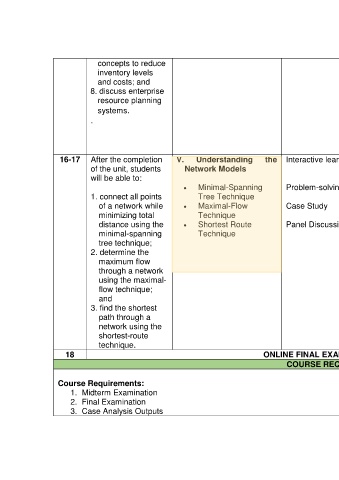 concepts to reduce
inventory levels
and costs; and
8. discuss enterprise
resource planning
systems.
.
16-17
After the completion
of the unit, students
will be able to:
1. connect all points
of a network while
minimizing total
distance using the
minimal-spanning
tree technique;
2. determine the
maximum flow
through a network
using the maximal-
flow technique;
and
3. find the shortest
path through a
network using the
shortest-route
technique.
V. Understanding the
Network Models
• Minimal-Spanning
Tree Technique
• Maximal-Flow
Technique
• Shortest Route
Technique
Interactive lear
Problem-solvin
Case Study
Panel Discussi
18
ONLINE FINAL EXA
COURSE REQ
Course Requirements:
1. Midterm Examination
2. Final Examination
3. Case Analysis Outputs